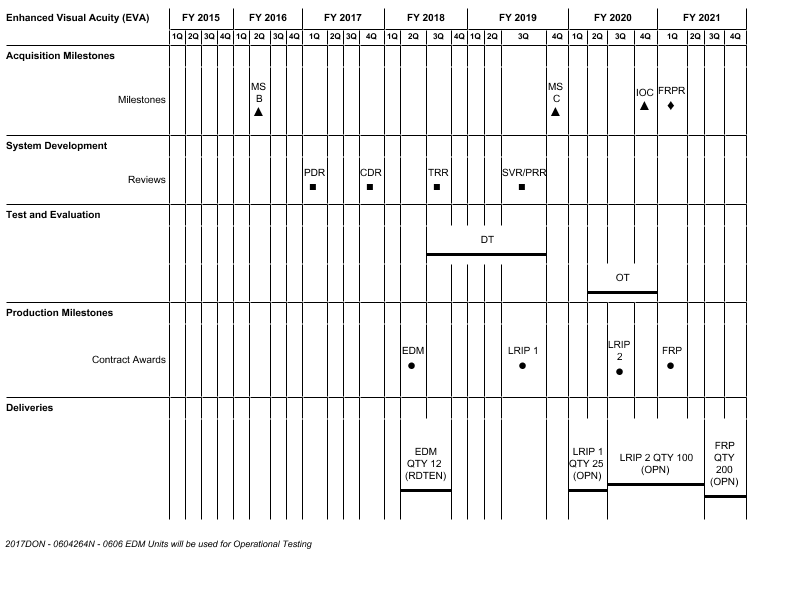 Enhanced Visual Acuity (EVA) FY 2015 FY 2016 FY 2017 FY 2018 FY 2019 FY 2020 FY 2021
1Q 2Q 3Q 4Q 1Q 2Q 3Q 4Q 1Q 2Q 3Q 4Q 1Q 2Q 3Q 4Q 1Q 2Q 3Q 4Q 1Q 2Q 3Q 4Q 1Q 2Q 3Q 4Q
Acquisition Milestones
Milestones
MS
B
MS
C
IOC
FRPR
System Development
Reviews
PDR
CDR
TRR
SVR/PRR
Test and Evaluation
DT
OT
Production Milestones
Contract Awards
EDM
LRIP 1
LRIP
2
FRP
Deliveries
EDM
QTY 12
(RDTEN)
LRIP 1
QTY 25
(OPN)
LRIP 2 QTY 100
(OPN)
FRP
QTY
200
(OPN)
2017DON - 0604264N - 0606 EDM Units will be used for Operational Testing